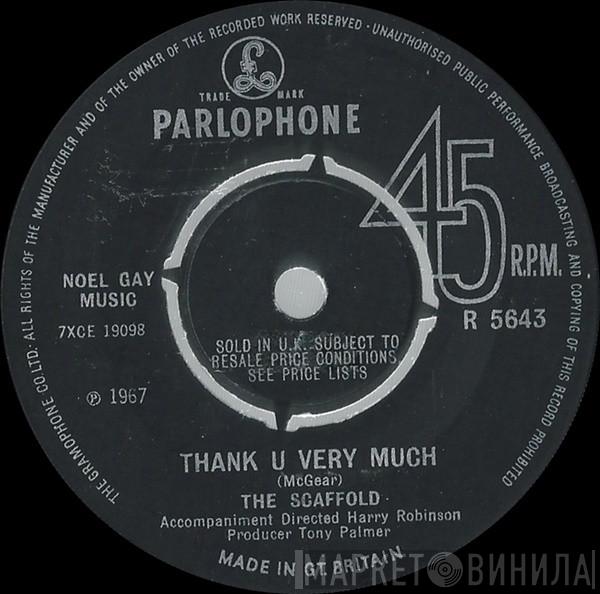 THE GRAMOPHONE CO. LTD. ALL RIGHTS OF THE MANUFACTURER AND OF THE OWNER OF THE RECORDED WORK RESERVED · UNAUTHORISED PUBLIC PERFORMANCE BROADCASTING AND COPYING OF THIS RECORD PROHIBITED
£
TRADE MARK
PARLOPHONE
45
R.P.M.
R 5643
NOEL GAY
MUSIC
7XCE 19098
℗ 1967
SOLD IN U.K. SUBJECT TO
RESALE PRICE CONDITIONS,
SEE PRICE LISTS
THANK U VERY MUCH
(McGear)
THE SCAFFOLD
Accompaniment Directed Harry Robinson
Producer Tony Palmer
MADE IN GT. BRITAIN
МАРКЕТ ВИНИЛА